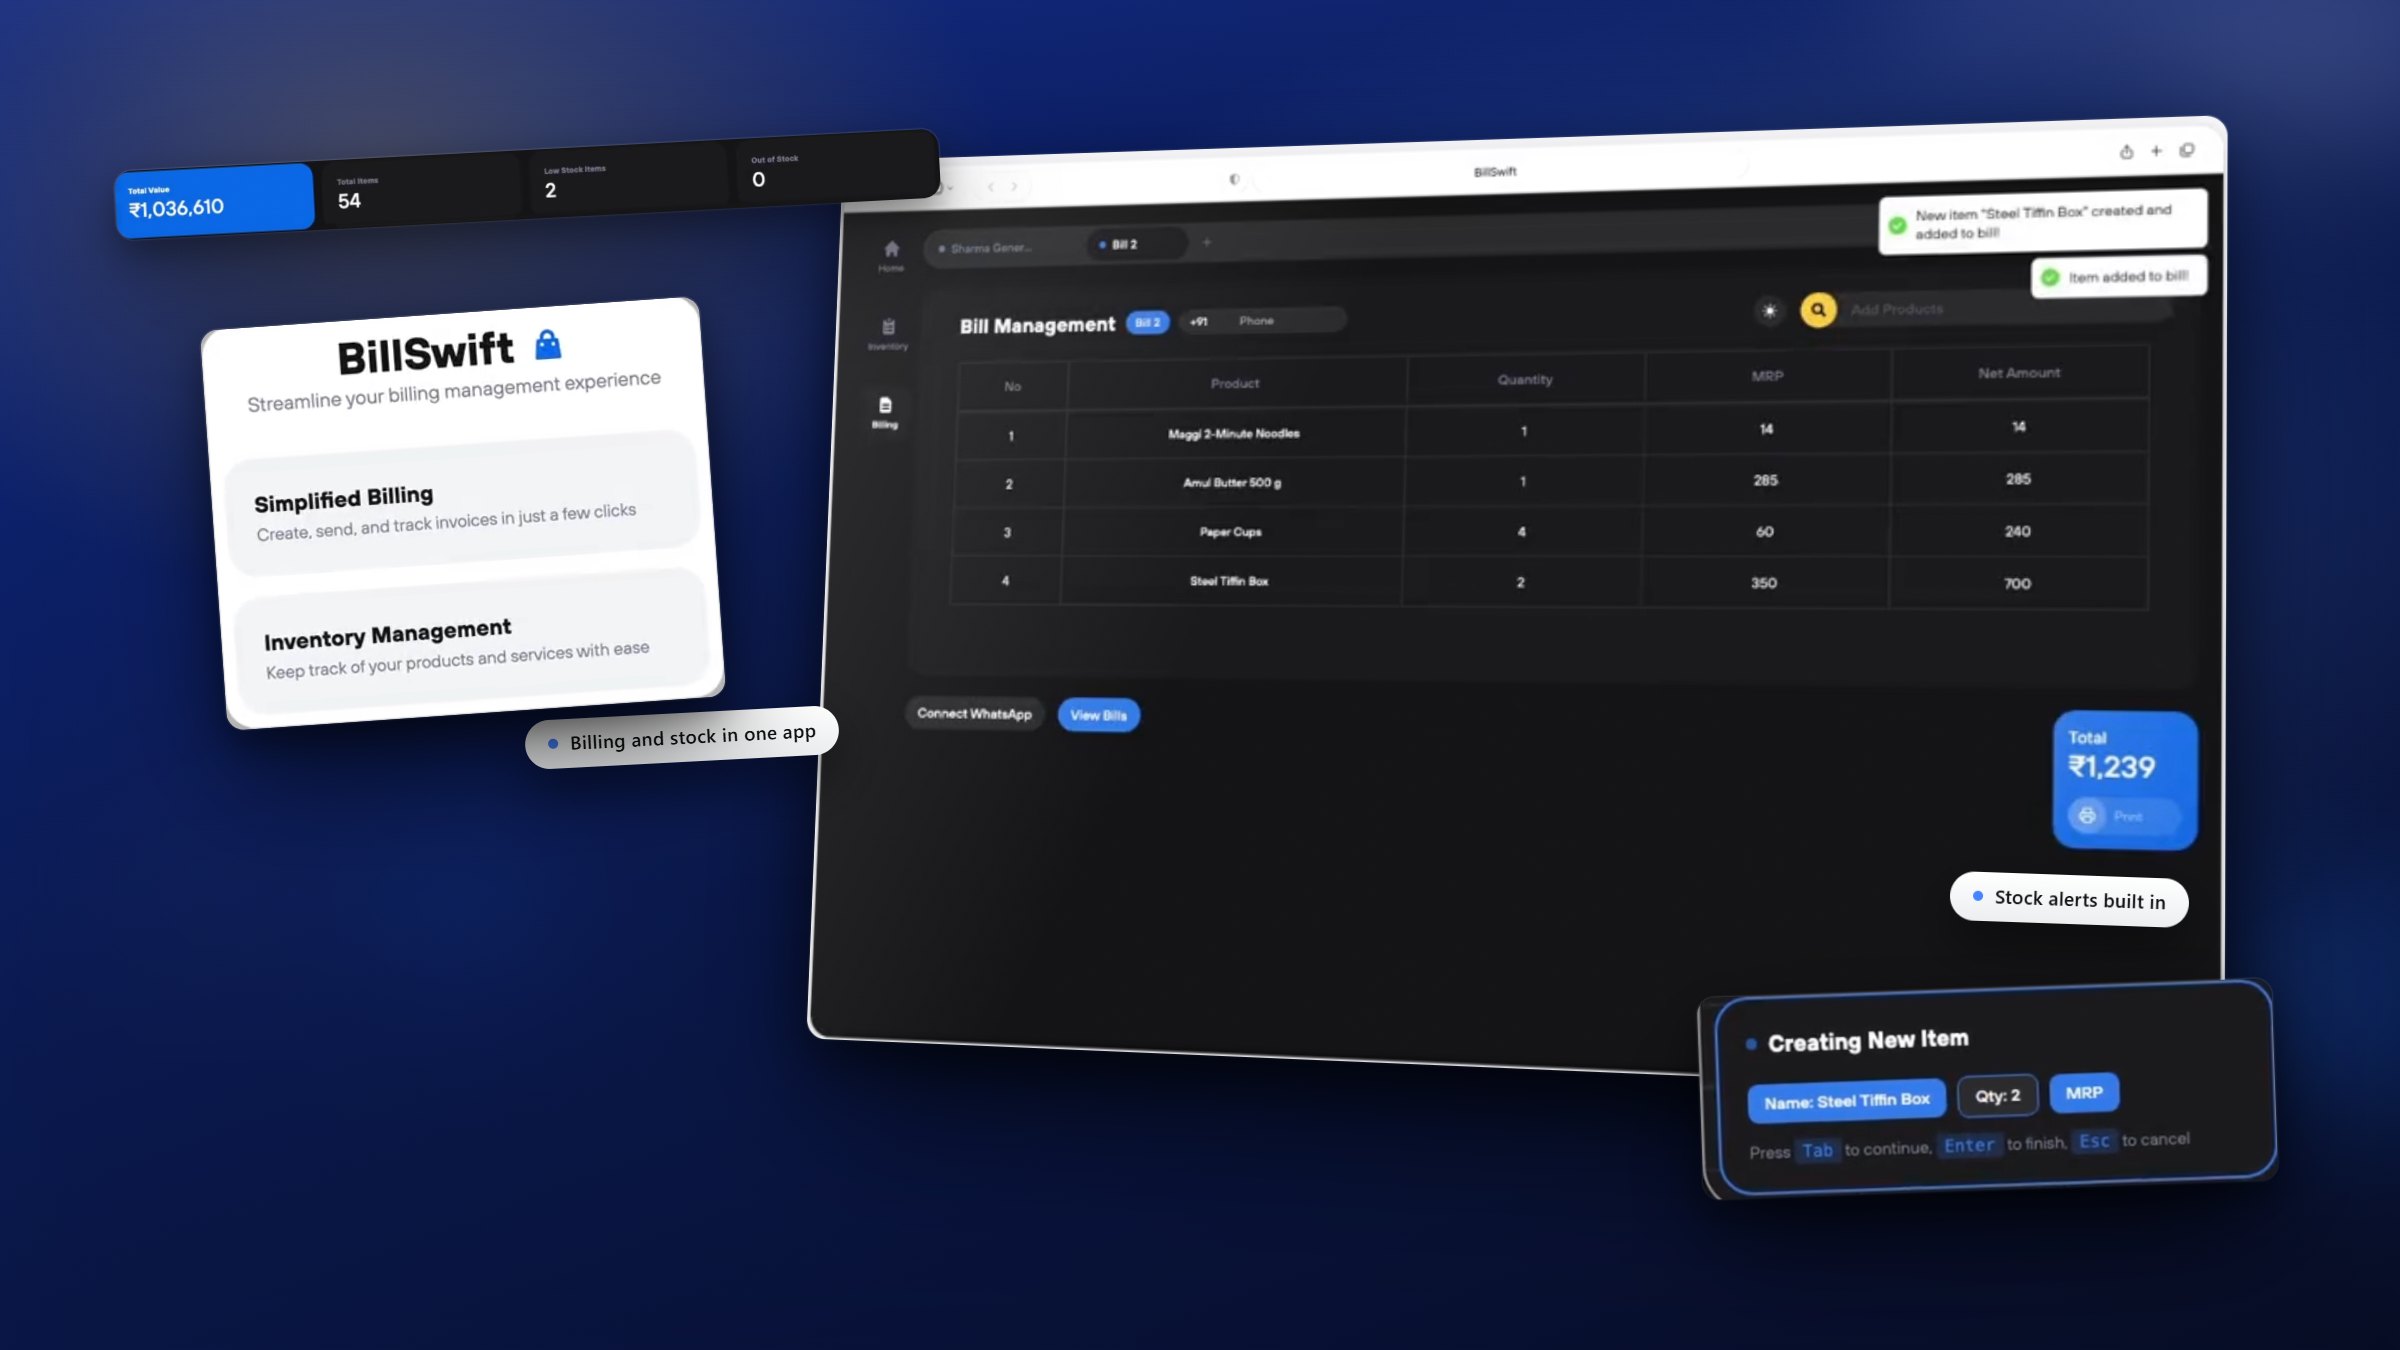 Total Value
₹1,036,610
Total Items
54
Low Stock Items
2
Out of Stock
0
BillSwift
Streamline your billing management experience
Simplified Billing
Create, send, and track invoices in just a few clicks
Inventory Management
Keep track of your products and services with ease
Billing and stock in one app
BillSwift
Home
Inventory
Billing
Sharma Gener...
Bill 2
New item "Steel Tiffin Box" created and
added to bill!
Item added to bill!
Bill Management
Bill 2
+91 Phone
Add Products
No Product Quantity MRP Net Amount
1 Maggi 2-Minute Noodles 1 14 14
2 Amul Butter 500 g 1 285 285
3 Paper Cups 4 60 240
4 Steel Tiffin Box 2 350 700
Connect WhatsApp
View Bills
Total
₹1,239
Print
Stock alerts built in
Creating New Item
Name: Steel Tiffin Box Qty: 2 MRP
Press Tab to continue, Enter to finish, Esc to cancel